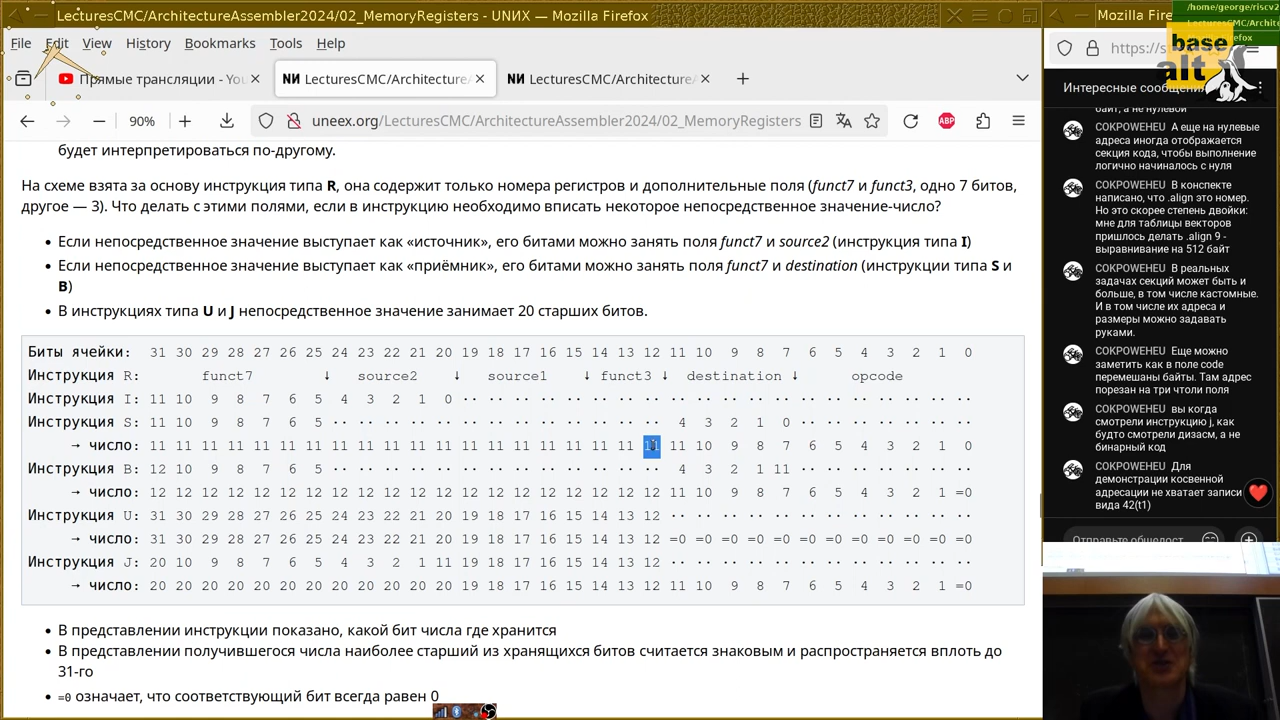 LecturesCMC/ArchitectureAssembler2024/02_MemoryRegisters - UNИX — Mozilla Firefox
Mozilla Fire
/home/george/riscv2
LecturesCMC/Archite
Mozilla Firefox
File Edit View History Bookmarks Tools Help
base
alt
Прямые трансляции - You
LecturesCMC/ArchitectureA
LecturesCMC/ArchitectureA
90%
uneex.org/LecturesCMC/ArchitectureAssembler2024/02_MemoryRegisters
ABP
https://s
будет интерпретироваться по-другому.
На схеме взята за основу инструкция типа R, она содержит только номера регистров и дополнительные поля (funct7 и funct3, одно 7 битов,
другое — 3). Что делать с этими полями, если в инструкцию необходимо вписать некоторое непосредственное значение-число?
Если непосредственное значение выступает как «источник», его битами можно занять поля funct7 и source2 (инструкция типа I)
Если непосредственное значение выступает как «приёмник», его битами можно занять поля funct7 и destination (инструкции типа S и
B)
В инструкциях типа U и J непосредственное значение занимает 20 старших битов.
Биты ячейки: 31 30 29 28 27 26 25 24 23 22 21 20 19 18 17 16 15 14 13 12 11 10 9 8 7 6 5 4 3 2 1 0
Инструкция R: funct7 ↓ source2 ↓ source1 ↓ funct3 ↓ destination ↓ opcode
Инструкция I: 11 10 9 8 7 6 5 4 3 2 1 0 ·· ·· ·· ·· ·· ·· ·· ·· ·· ·· ·· ·· ·· ·· ·· ·· ·· ·· ·· ··
Инструкция S: 11 10 9 8 7 6 5 ·· ·· ·· ·· ·· ·· ·· ·· ·· ·· ·· ·· ·· 4 3 2 1 0 ·· ·· ·· ·· ·· ·· ··
→ число: 11 11 11 11 11 11 11 11 11 11 11 11 11 11 11 11 11 11 11 11 11 10 9 8 7 6 5 4 3 2 1 0
Инструкция B: 12 10 9 8 7 6 5 ·· ·· ·· ·· ·· ·· ·· ·· ·· ·· ·· ·· ·· 4 3 2 1 11 ·· ·· ·· ·· ·· ·· ··
→ число: 12 12 12 12 12 12 12 12 12 12 12 12 12 12 12 12 12 12 12 12 11 10 9 8 7 6 5 4 3 2 1 =0
Инструкция U: 31 30 29 28 27 26 25 24 23 22 21 20 19 18 17 16 15 14 13 12 ·· ·· ·· ·· ·· ·· ·· ·· ·· ·· ·· ··
→ число: 31 30 29 28 27 26 25 24 23 22 21 20 19 18 17 16 15 14 13 12 =0 =0 =0 =0 =0 =0 =0 =0 =0 =0 =0 =0
Инструкция J: 20 10 9 8 7 6 5 4 3 2 1 11 19 18 17 16 15 14 13 12 ·· ·· ·· ·· ·· ·· ·· ·· ·· ·· ·· ··
→ число: 20 20 20 20 20 20 20 20 20 20 20 20 19 18 17 16 15 14 13 12 11 10 9 8 7 6 5 4 3 2 1 =0
В представлении инструкции показано, какой бит числа где хранится
В представлении получившегося числа наиболее старший из хранящихся битов считается знаковым и распространяется вплоть до
31-го
=0 означает, что соответствующий бит всегда равен 0
Интересные сообщения
байт, а не нулевой
COKPOWEHEU А еще на нулевые
адреса иногда отображается
секция кода, чтобы выполнение
логично начиналось с нуля
COKPOWEHEU В конспекте
написано, что .align это номер.
Но это скорее степень двойки:
мне для таблицы векторов
пришлось делать .align 9 -
выравнивание на 512 байт
COKPOWEHEU В реальных
задачах секций может быть и
больше, в том числе кастомные.
И в том числе их адреса и
размеры можно задавать
руками.
COKPOWEHEU Еще можно
заметить как в поле code
перемешаны байты. Там адрес
порезан на три чтоли поля
COKPOWEHEU вы когда
смотрели инструкцию j, как
будто смотрели дизасм, а не
бинарный код
COKPOWEHEU Для
демонстрации косвенной
адресации не хватает записи
вида 42(t1)
Отправьте общедост